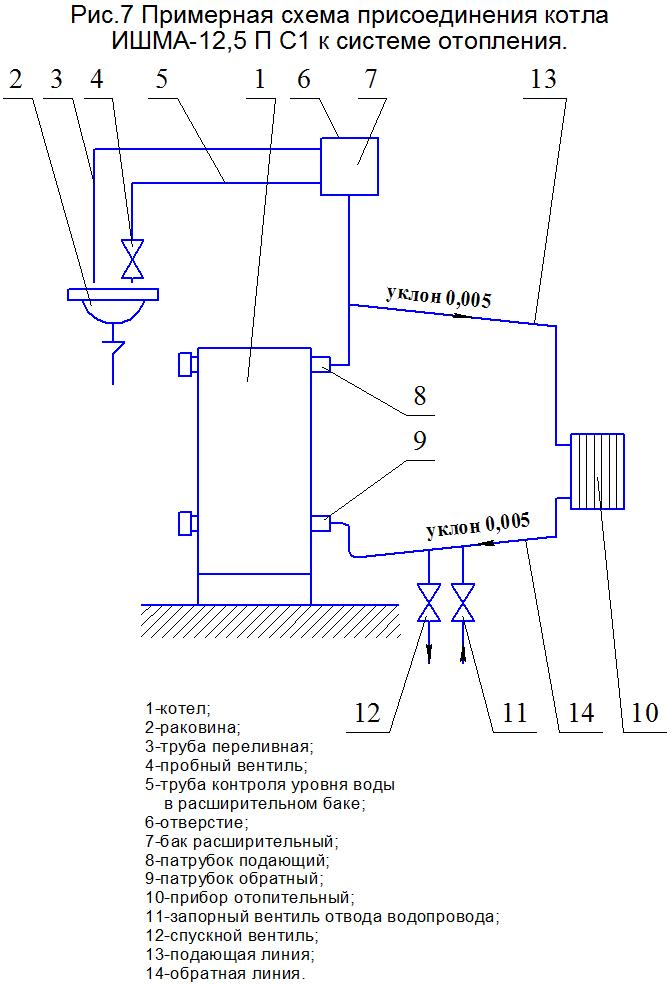 Рис.7 Примерная схема присоединения котла
ИШМА-12,5 П С1 к системе отопления.
2 3 4 5 1 6 7 13
уклон 0,005
8
9
уклон 0,005
12 11 14 10
1-котел;
2-раковина;
3-труба переливная;
4-пробный вентиль;
5-труба контроля уровня воды
в расширительном баке;
6-отверстие;
7-бак расширительный;
8-патрубок подающий;
9-патрубок обратный;
10-прибор отопительный;
11-запорный вентиль отвода водопровода;
12-спускной вентиль;
13-подающая линия;
14-обратная линия.